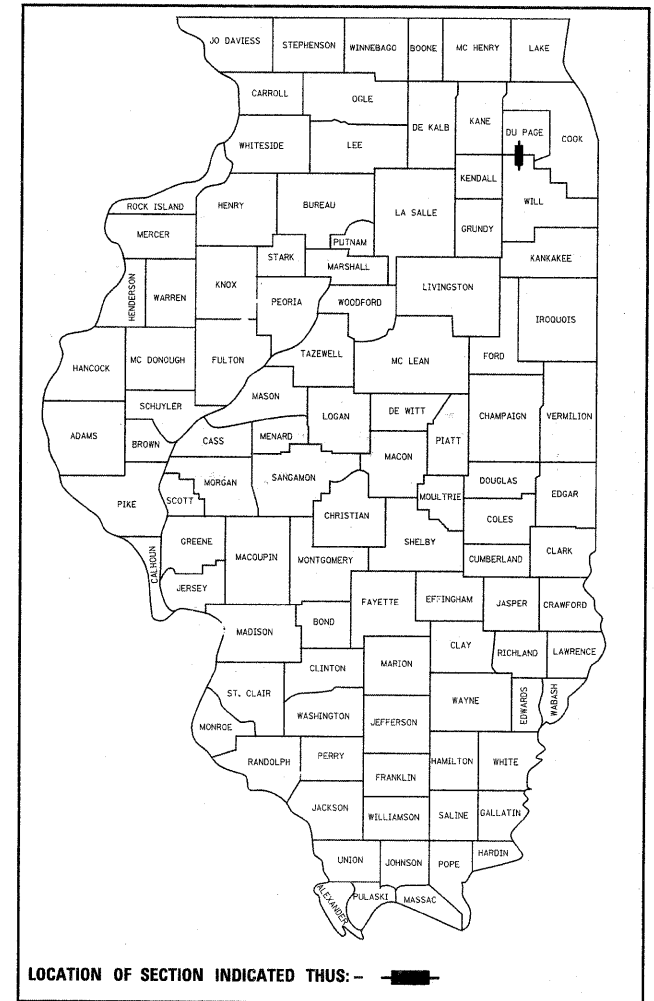 JO DAVIESS STEPHENSON WINNEBAGO BOONE MC HENRY LAKE
CARROLL OGLE DE KALB KANE DU PAGE COOK
WHITESIDE LEE KENDALL WILL
ROCK ISLAND HENRY BUREAU LA SALLE GRUNDY
MERCER PUTNAM
STARK MARSHALL KANKAKEE
HENDERSON WARREN KNOX PEORIA WOODFORD LIVINGSTON
IROQUOIS
HANCOCK MC DONOUGH FULTON TAZEWELL MC LEAN FORD
MASON
SCHUYLER LOGAN DE WITT CHAMPAIGN VERMILION
ADAMS BROWN CASS MENARD MACON PIATT
PIKE SCOTT MORGAN SANGAMON MOULTRIE DOUGLAS EDGAR
CHRISTIAN COLES
GREENE MACOUPIN MONTGOMERY SHELBY CUMBERLAND CLARK
CALHOUN JERSEY
FAYETTE EFFINGHAM JASPER CRAWFORD
MADISON BOND
CLINTON MARION CLAY RICHLAND LAWRENCE
ST. CLAIR WAYNE EDWARDS WABASH
MONROE WASHINGTON JEFFERSON
RANDOLPH PERRY HAMILTON WHITE
FRANKLIN
JACKSON WILLIAMSON SALINE GALLATIN
UNION JOHNSON POPE HARDIN
ALEXANDER PULASKI MASSAC
LOCATION OF SECTION INDICATED THUS: –